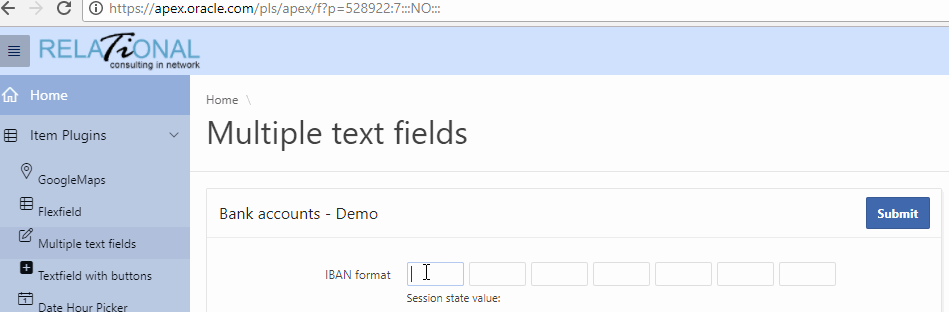 https://apex.oracle.com/pls/apex/f?p=528922:7:::NO:::
RELATiONAL
consulting in network
Home
Item Plugins
GoogleMaps
Flexfield
Multiple text fields
Textfield with buttons
Date Hour Picker
Home \
Multiple text fields
Bank accounts - Demo
Submit
IBAN format
Session state value: